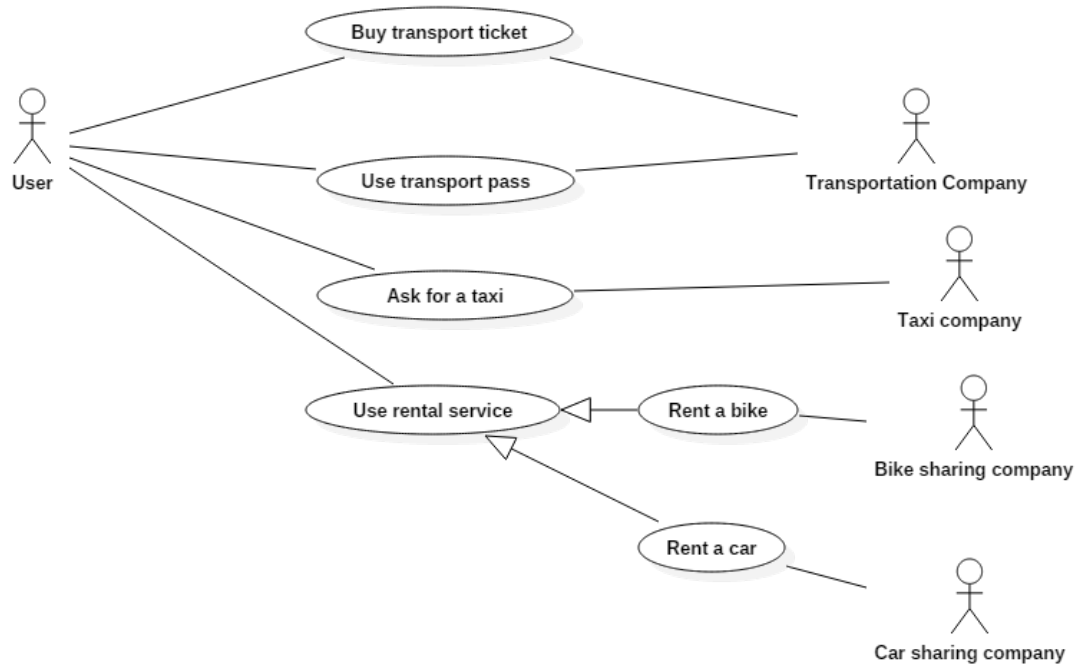 Buy transport ticket
User
Use transport pass
Transportation Company
Ask for a taxi
Taxi company
Use rental service
Rent a bike
Bike sharing company
Rent a car
Car sharing company